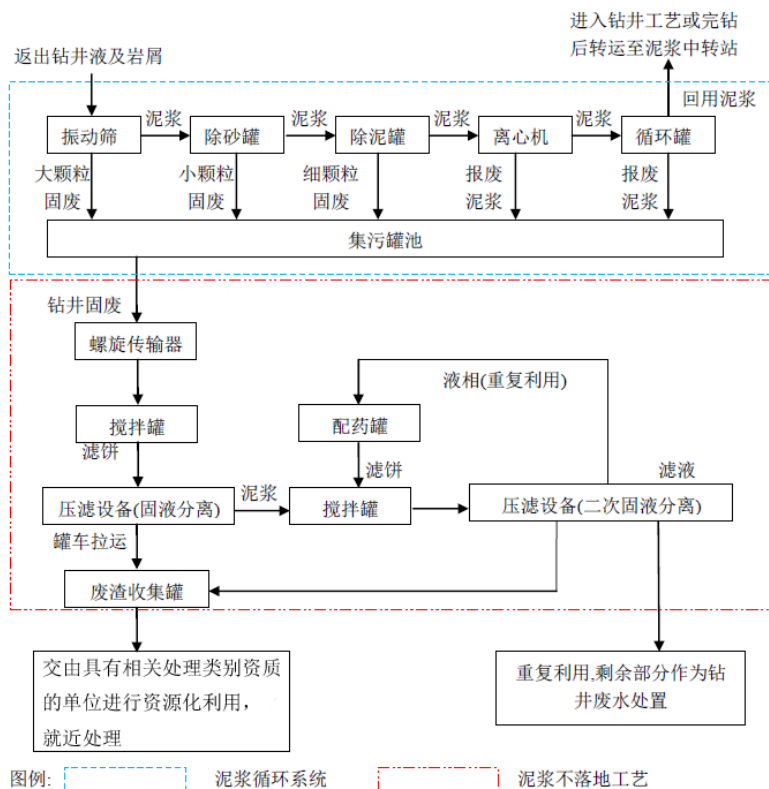 进入钻井工艺或完钻
后转运至泥浆中转站
返出钻井液及岩屑
回用泥浆
振动筛
泥浆
除砂罐
泥浆
除泥罐
泥浆
离心机
泥浆
循环罐
大颗粒
固废
小颗粒
固废
细颗粒
固废
报废
泥浆
报废
泥浆
集污罐池
钻井固废
螺旋传输器
液相(重复利用)
搅拌罐
配药罐
滤饼
滤饼
滤液
压滤设备(固液分离)
泥浆
搅拌罐
压滤设备(二次固液分离)
罐车拉运
废渣收集罐
交由具有相关处理类别资质
的单位进行资源化利用，
就近处理
重复利用,剩余部分作为钻
井废水处置
图例:
泥浆循环系统
泥浆不落地工艺